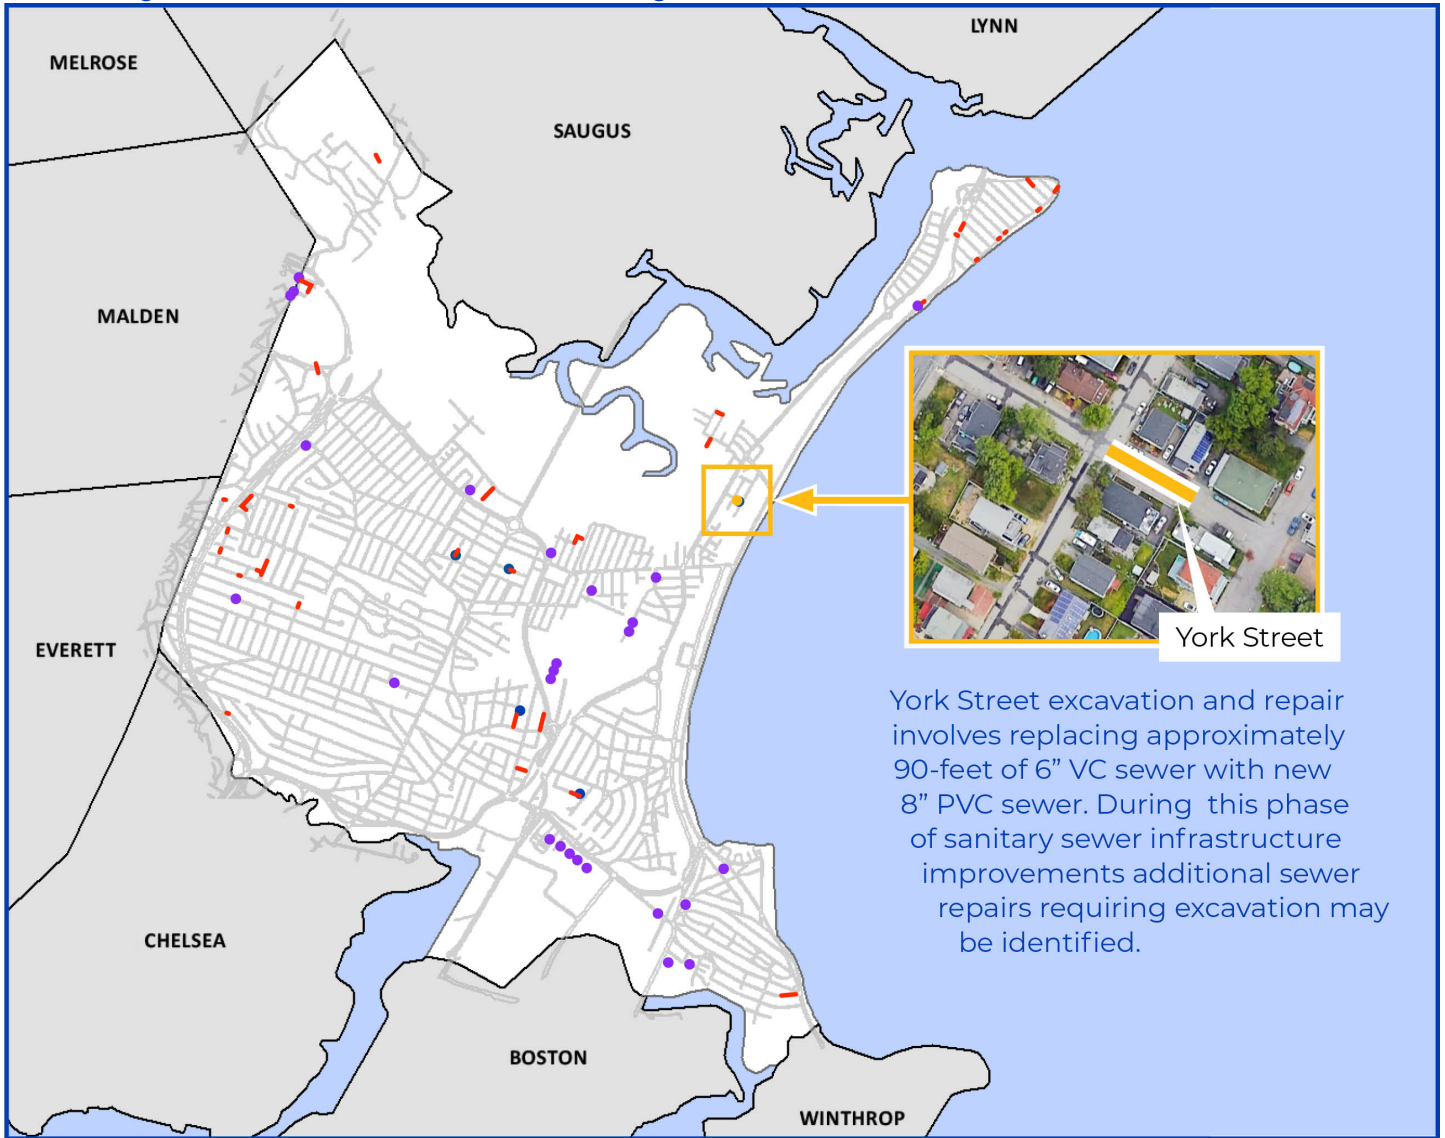 LYNN
MELROSE
SAUGUS
MALDEN
York Street
EVERETT
York Street excavation and repair
involves replacing approximately
90-feet of 6” VC sewer with new
8” PVC sewer. During this phase
of sanitary sewer infrastructure
improvements additional sewer
repairs requiring excavation may
be identified.
CHELSEA
BOSTON
WINTHROP